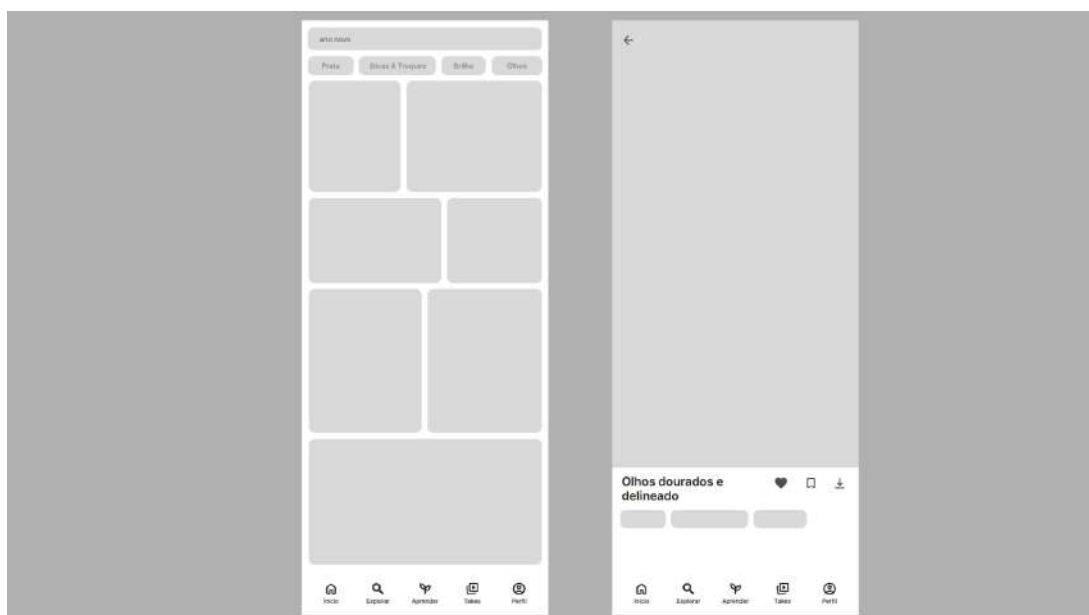 ano novo
Prata
Dicas & Truques
Brilho
Olhos
Início
Explorar
Aprender
Takes
Perfil
Olhos dourados e
delineado
Início
Explorar
Aprender
Takes
Perfil